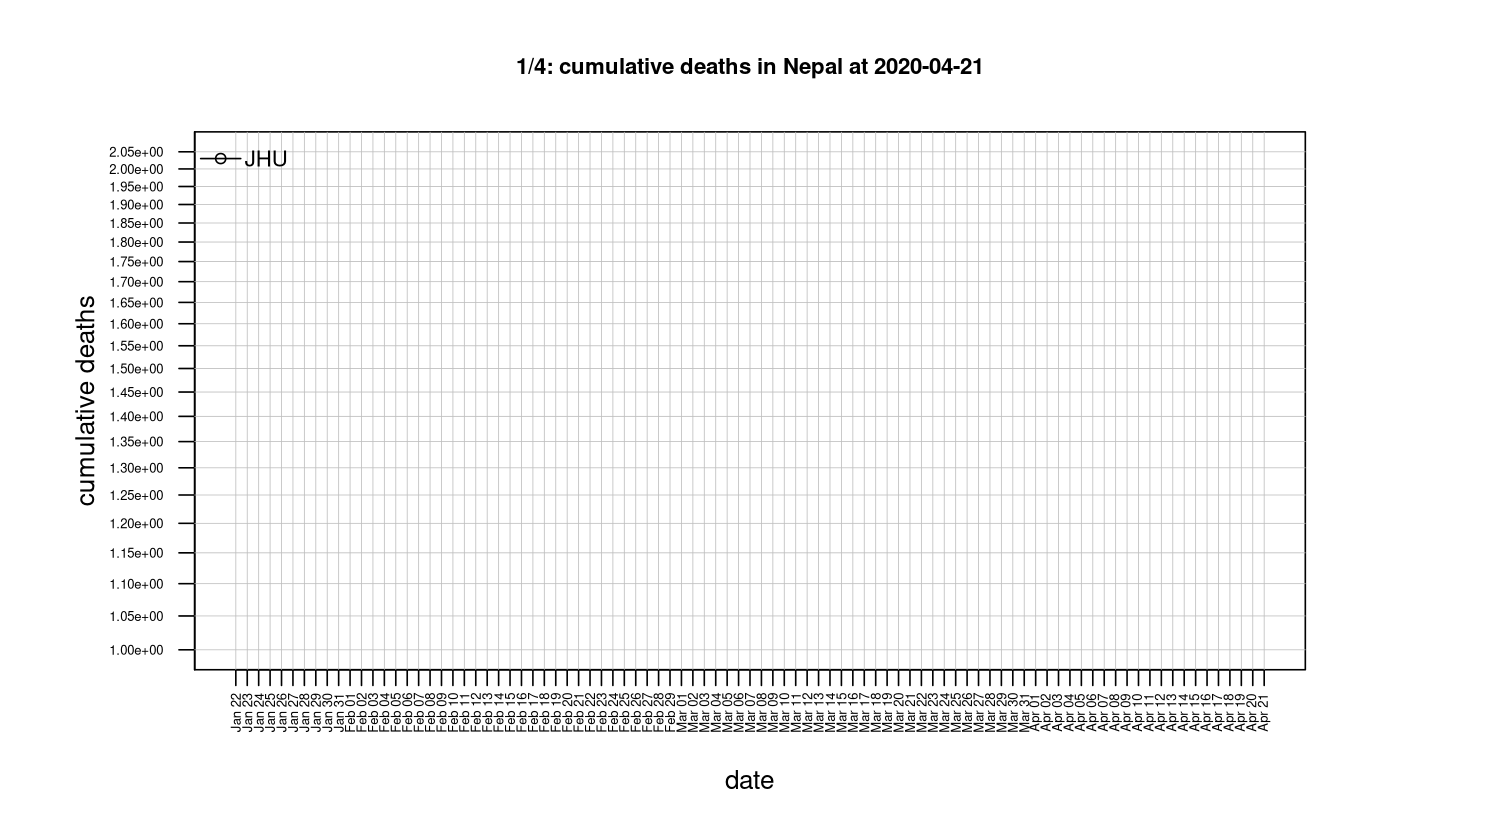 1/4: cumulative deaths in Nepal at 2020-04-21
2.05e+00
2.00e+00
1.95e+00
1.90e+00
1.85e+00
1.80e+00
1.75e+00
1.70e+00
1.65e+00
1.60e+00
1.55e+00
1.50e+00
1.45e+00
1.40e+00
1.35e+00
1.30e+00
1.25e+00
1.20e+00
1.15e+00
1.10e+00
1.05e+00
1.00e+00
JHU
cumulative deaths
Jan 22
Jan 23
Jan 24
Jan 25
Jan 26
Jan 27
Jan 28
Jan 29
Jan 30
Jan 31
Feb 01
Feb 02
Feb 03
Feb 04
Feb 05
Feb 06
Feb 07
Feb 08
Feb 09
Feb 10
Feb 11
Feb 12
Feb 13
Feb 14
Feb 15
Feb 16
Feb 17
Feb 18
Feb 19
Feb 20
Feb 21
Feb 22
Feb 23
Feb 24
Feb 25
Feb 26
Feb 27
Feb 28
Feb 29
Mar 01
Mar 02
Mar 03
Mar 04
Mar 05
Mar 06
Mar 07
Mar 08
Mar 09
Mar 10
Mar 11
Mar 12
Mar 13
Mar 14
Mar 15
Mar 16
Mar 17
Mar 18
Mar 19
Mar 20
Mar 21
Mar 22
Mar 23
Mar 24
Mar 25
Mar 26
Mar 27
Mar 28
Mar 29
Mar 30
Mar 31
Apr 01
Apr 02
Apr 03
Apr 04
Apr 05
Apr 06
Apr 07
Apr 08
Apr 09
Apr 10
Apr 11
Apr 12
Apr 13
Apr 14
Apr 15
Apr 16
Apr 17
Apr 18
Apr 19
Apr 20
Apr 21
date